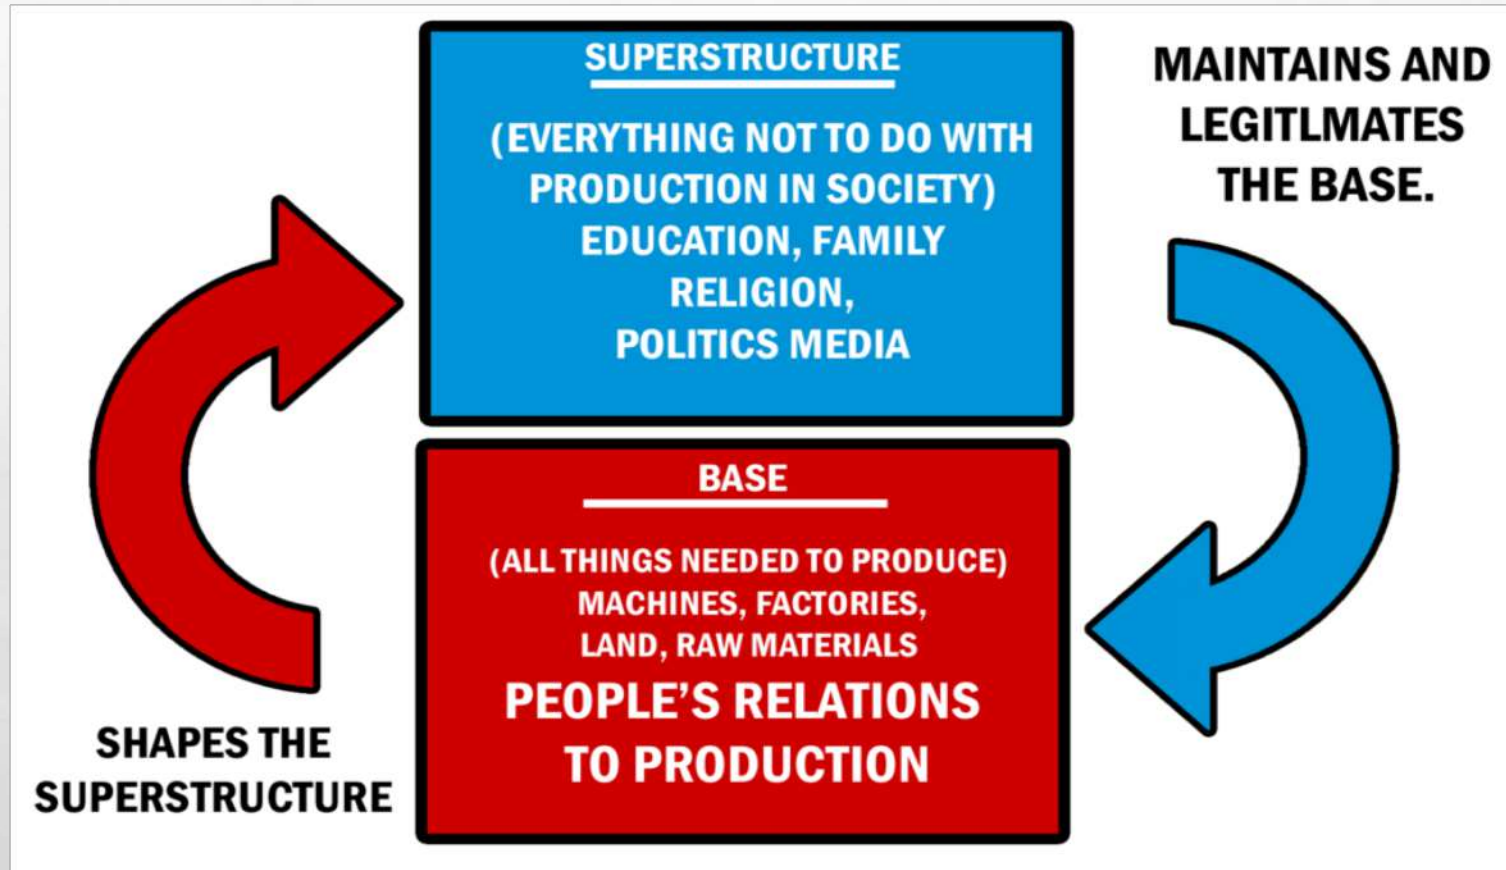 SUPERSTRUCTURE
(EVERYTHING NOT TO DO WITH
PRODUCTION IN SOCIETY)
EDUCATION, FAMILY
RELIGION,
POLITICS MEDIA
MAINTAINS AND
LEGITLMATES
THE BASE.
BASE
(ALL THINGS NEEDED TO PRODUCE)
MACHINES, FACTORIES,
LAND, RAW MATERIALS
PEOPLE’S RELATIONS
TO PRODUCTION
SHAPES THE
SUPERSTRUCTURE